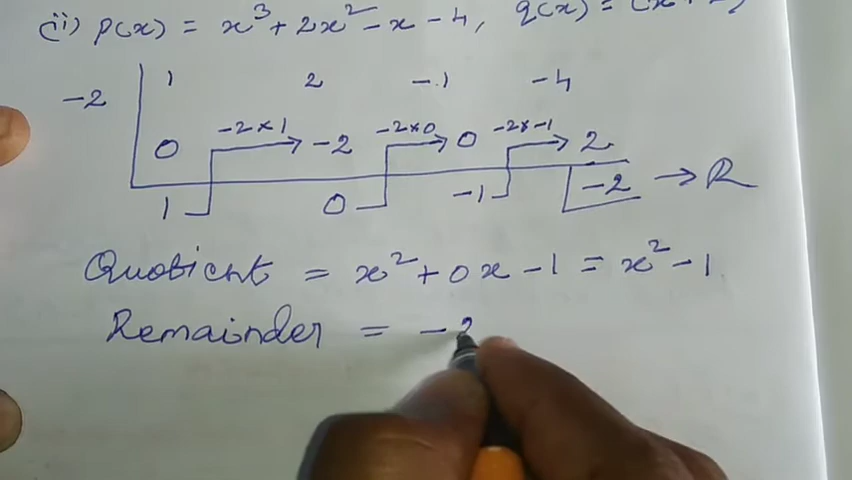 (ii) p(x) = x³ + 2x² - x - 4, q(x) = (x +
-2 1 2 -1 -4
0 -2×1 -2 -2×0 0 -2×-1 2
1 0 -1 -2 → R
Quotient = x² + 0x - 1 = x² - 1
Remainder = -2